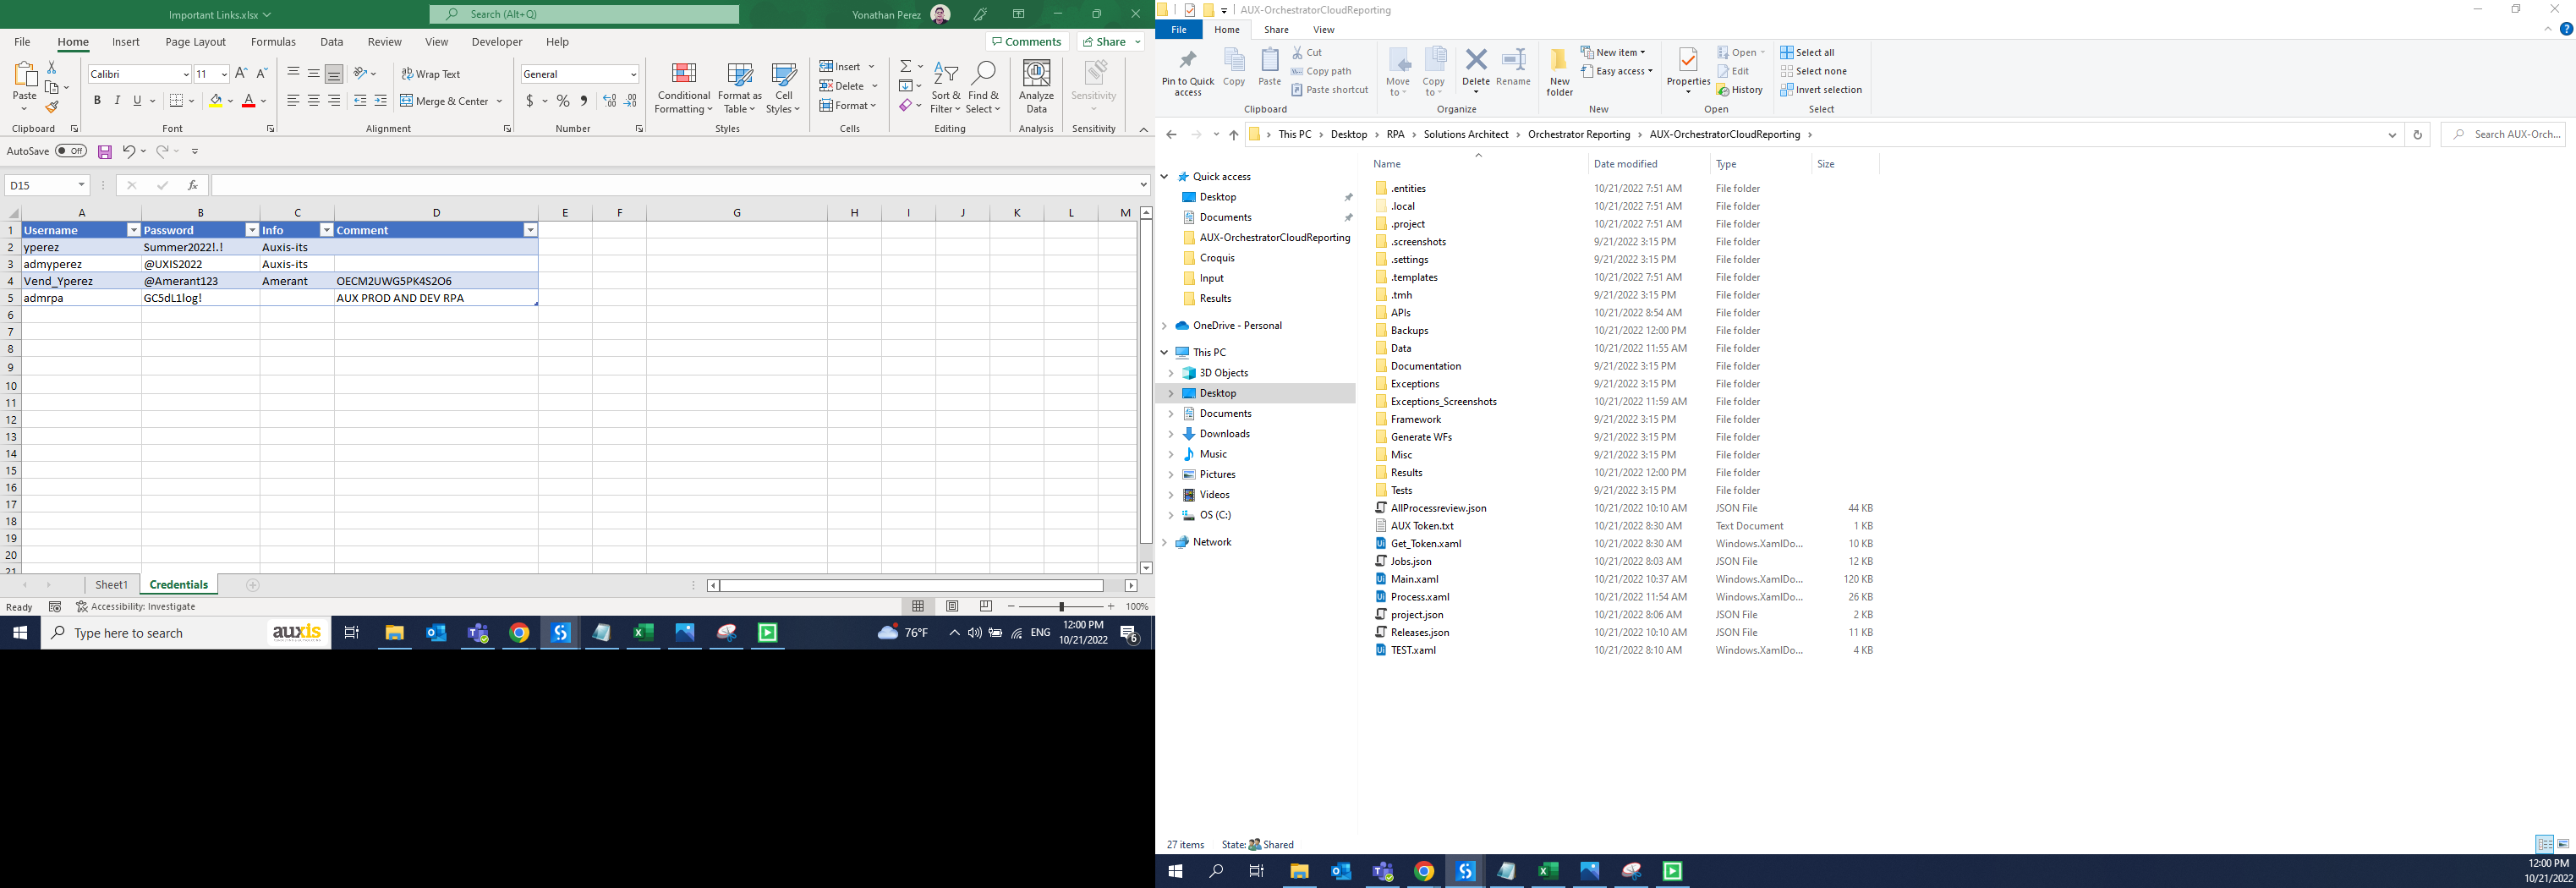 Important Links.xlsx
Search (Alt+Q)
Yonathan Perez
File Home Insert Page Layout Formulas Data Review View Developer Help
Comments Share
Paste
Calibri 11
Wrap Text
General
Merge & Center
Conditional Formatting
Format as Table
Cell Styles
Insert
Delete
Format
Sort & Filter
Find & Select
Analyze Data
Sensitivity
Clipboard Font Alignment Number Styles Cells Editing Analysis Sensitivity
AutoSave Off
D15 fx
A B C D E F G H I J K L M
1 Username Password Info Comment
2 yperez Summer2022!.! Auxis-its
3 admyperez @UXIS2022 Auxis-its
4 Vend_Yperez @Amerant123 Amerant OECM2UWG5PK4S2O6
5 admrpa GC5dL1log! AUX PROD AND DEV RPA
6
7
8
9
10
11
12
13
14
15
16
17
18
19
20
21
Sheet1 Credentials
Ready Accessibility: Investigate 100%
Type here to search auxis 76°F ENG 12:00 PM 10/21/2022 6
AUX-OrchestratorCloudReporting
File Home Share View
Pin to Quick access
Copy
Paste
Cut
Copy path
Paste shortcut
Move to
Copy to
Delete
Rename
New folder
New item
Easy access
Properties
Open
Edit
History
Select all
Select none
Invert selection
Clipboard Organize New Open Select
This PC Desktop RPA Solutions Architect Orchestrator Reporting AUX-OrchestratorCloudReporting
Search AUX-Orch...
Quick access
Desktop
Documents
AUX-OrchestratorCloudReporting
Croquis
Input
Results
OneDrive - Personal
This PC
3D Objects
Desktop
Documents
Downloads
Music
Pictures
Videos
OS (C:)
Network
Name Date modified Type Size
.entities 10/21/2022 7:51 AM File folder
.local 10/21/2022 7:51 AM File folder
.project 10/21/2022 7:51 AM File folder
.screenshots 9/21/2022 3:15 PM File folder
.settings 9/21/2022 3:15 PM File folder
.templates 10/21/2022 7:51 AM File folder
.tmh 9/21/2022 3:15 PM File folder
APIs 10/21/2022 8:54 AM File folder
Backups 10/21/2022 12:00 PM File folder
Data 10/21/2022 11:55 AM File folder
Documentation 9/21/2022 3:15 PM File folder
Exceptions 9/21/2022 3:15 PM File folder
Exceptions_Screenshots 10/21/2022 11:59 AM File folder
Framework 9/21/2022 3:15 PM File folder
Generate WFs 9/21/2022 3:15 PM File folder
Misc 9/21/2022 3:15 PM File folder
Results 10/21/2022 12:00 PM File folder
Tests 9/21/2022 3:15 PM File folder
AllProcessreview.json 10/21/2022 10:10 AM JSON File 44 KB
AUX Token.txt 10/21/2022 8:30 AM Text Document 1 KB
Get_Token.xaml 10/21/2022 8:30 AM Windows.XamlDo... 10 KB
Jobs.json 10/21/2022 8:03 AM JSON File 12 KB
Main.xaml 10/21/2022 10:37 AM Windows.XamlDo... 120 KB
Process.xaml 10/21/2022 11:54 AM Windows.XamlDo... 26 KB
project.json 10/21/2022 8:06 AM JSON File 2 KB
Releases.json 10/21/2022 10:10 AM JSON File 11 KB
TEST.xaml 10/21/2022 8:10 AM Windows.XamlDo... 4 KB
27 items State: Shared
12:00 PM
10/21/2022